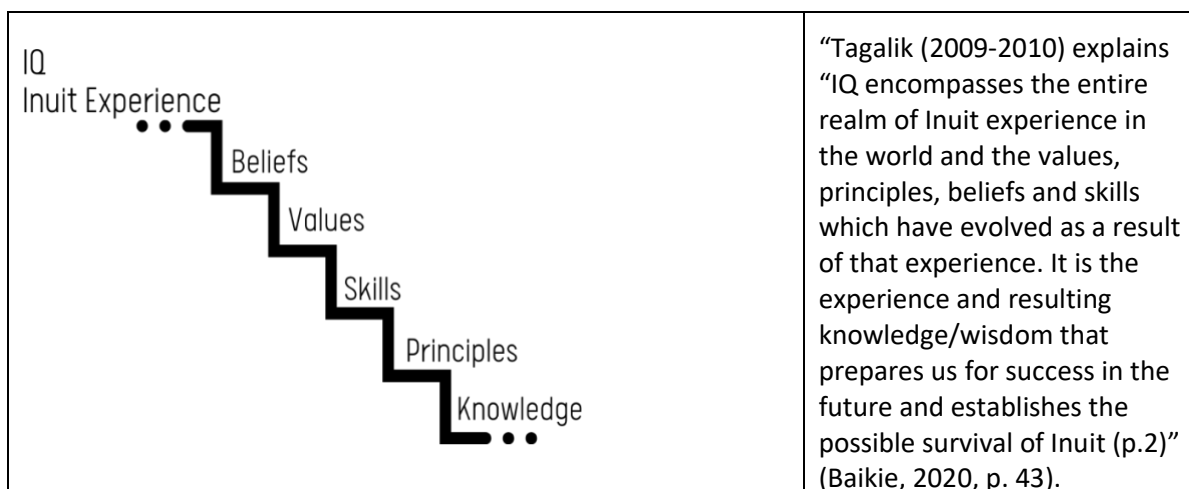 IQ
Inuit Experience
Beliefs
Values
Skills
Principles
Knowledge
“Tagalik (2009-2010) explains
“IQ encompasses the entire
realm of Inuit experience in
the world and the values,
principles, beliefs and skills
which have evolved as a result
of that experience. It is the
experience and resulting
knowledge/wisdom that
prepares us for success in the
future and establishes the
possible survival of Inuit (p.2)”
(Baikie, 2020, p. 43).